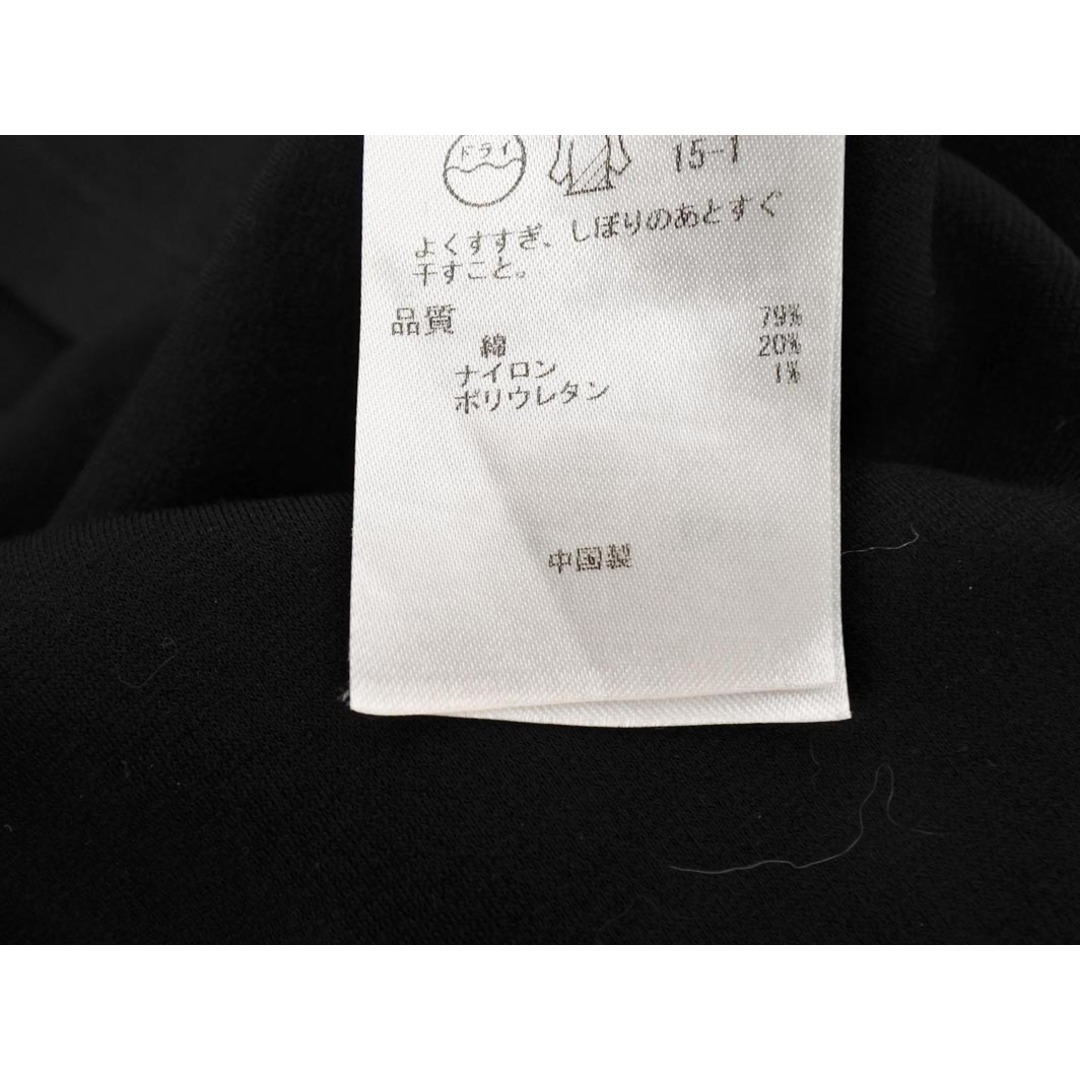 ドライ
15-1
よくすすぎ、しぼりのあとすぐ
干すこと。
品質
綿 79%
ナイロン 20%
ポリウレタン 1%
中国製